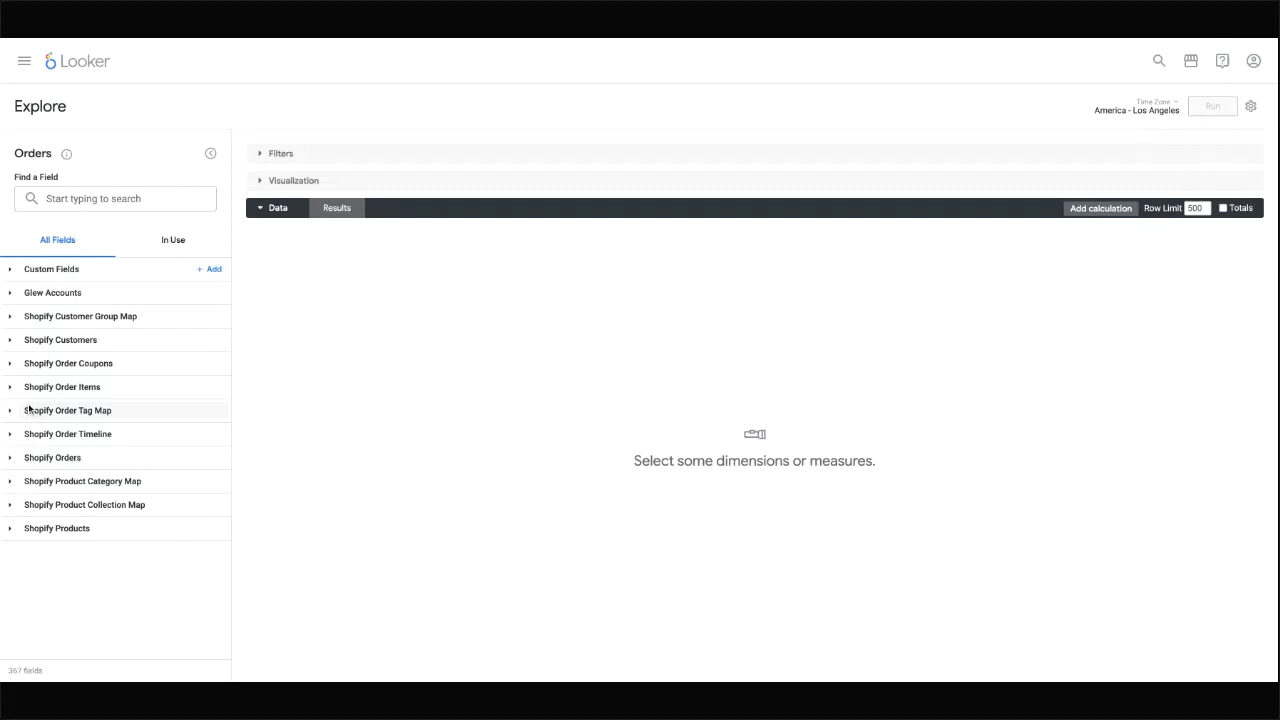 Looker
Explore
Time Zone
America - Los Angeles
Run
Orders
Find a Field
Start typing to search
All Fields
In Use
Custom Fields
+ Add
Glew Accounts
Shopify Customer Group Map
Shopify Customers
Shopify Order Coupons
Shopify Order Items
Shopify Order Tag Map
Shopify Order Timeline
Shopify Orders
Shopify Product Category Map
Shopify Product Collection Map
Shopify Products
367 fields
Filters
Visualization
Data
Results
Add calculation
Row Limit 500
Totals
Select some dimensions or measures.